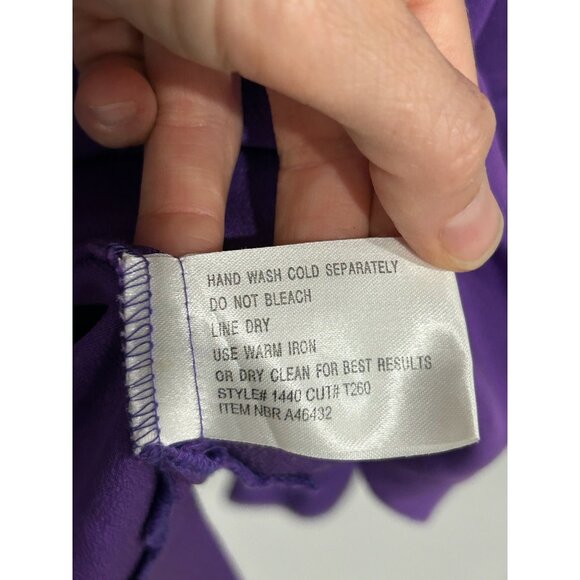 HAND WASH COLD SEPARATELY
DO NOT BLEACH
LINE DRY
USE WARM IRON
OR DRY CLEAN FOR BEST RESULTS
STYLE# 1440 CUT# T260
ITEM NBR A46432